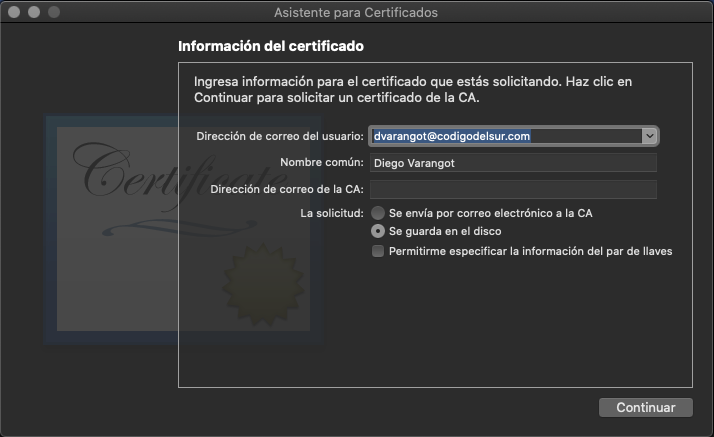 Asistente para Certificados
Información del certificado
Ingresa información para el certificado que estás solicitando. Haz clic en
Continuar para solicitar un certificado de la CA.
Certificate
Dirección de correo del usuario: dvarangot@codigodelsur.com
Nombre común: Diego Varangot
Dirección de correo de la CA:
La solicitud: Se envía por correo electrónico a la CA
Se guarda en el disco
Permitirme especificar la información del par de llaves
Continuar